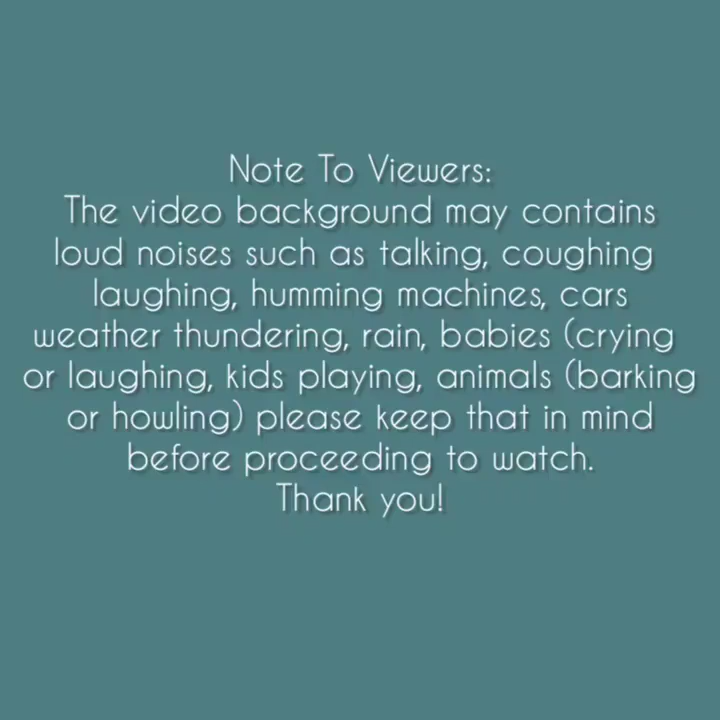 Note To Viewers:
The video background may contains
loud noises such as talking, coughing
laughing, humming machines, cars
weather thundering, rain, babies (crying
or laughing, kids playing, animals (barking
or howling) please keep that in mind
before proceeding to watch.
Thank you!